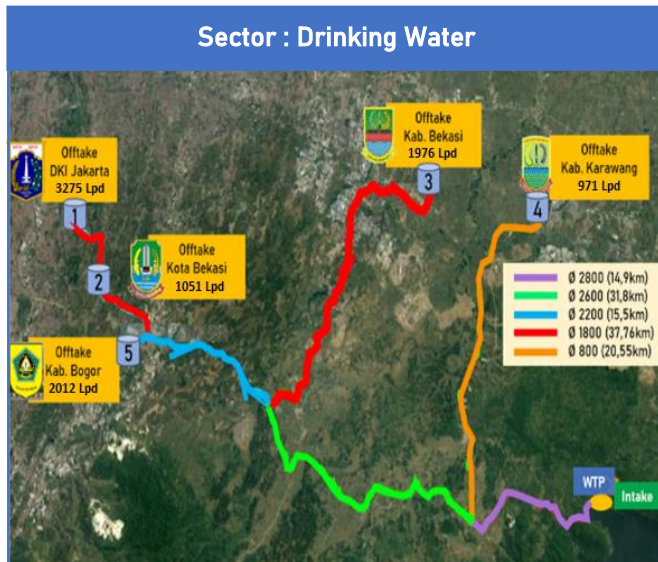 Sector : Drinking Water
Offtake
DKI Jakarta
3275 Lpd
1
2
Offtake
Kota Bekasi
1051 Lpd
5
Offtake
Kab. Bogor
2012 Lpd
Offtake
Kab. Bekasi
1976 Lpd
3
Offtake
Kab. Karawang
971 Lpd
4
Ø 2800 (14,9km)
Ø 2600 (31,8km)
Ø 2200 (15,5km)
Ø 1800 (37,76km)
Ø 800 (20,55km)
WTP
Intake